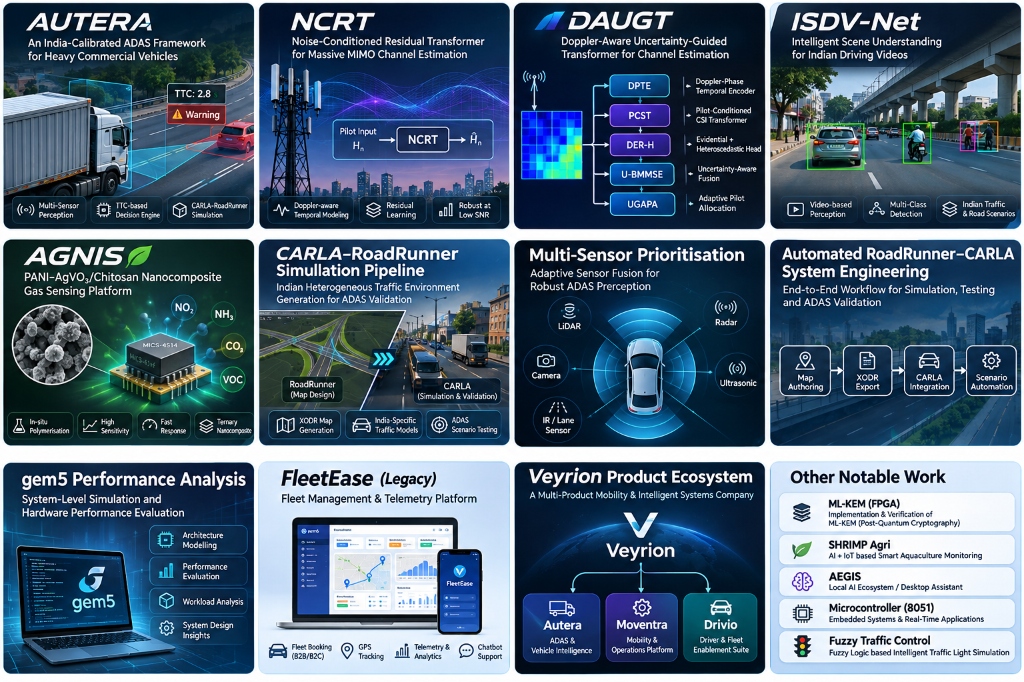 AUTERA
An India-Calibrated ADAS Framework
for Heavy Commercial Vehicles
TTC: 2.8
Warning
Multi-Sensor
Perception
TTC-based
Decision Engine
CARLA-RoadRunner
Simulation
NCRT
Noise-Conditioned Residual Transformer
for Massive MIMO Channel Estimation
Pilot Input
Hₙ
NCRT
Ĥₙ
Doppler-aware
Temporal Modeling
Residual
Learning
Robust at
Low SNR
DAUGT
Doppler-Aware Uncertainty-Guided
Transformer for Channel Estimation
DPTE
Doppler-Phase
Temporal Encoder
PCST
Pilot-Conditioned
CSI Transformer
DER-H
Evidential +
Heteroscedastic Head
U-BMMSE
Uncertainty-Aware
Fusion
UGAPA
Adaptive Pilot
Allocation
ISDV-Net
Intelligent Scene Understanding
for Indian Driving Videos
Video-based
Perception
Multi-Class
Detection
Indian Traffic
& Road Scenarios
AGNIS
PANI-AgVO₃/Chitosan Nanocomposite
Gas Sensing Platform
NO₂
NH₃
CO₂
VOC
MICS-4514
In-situ
Polymerisation
High
Sensitivity
Fast
Response
Ternary
Nanocomposite
CARLA-RoadRunner
Simullation Pipeline
Indian Heterogeneous Traffic Environment
Generation for ADAS Validation
RoadRunner
(Map Design)
CARLA
(Simulation & Validation)
XODR Map
Generation
India-Specific
Traffic Models
ADAS
Scenario Testing
Multi-Sensor Prioritisation
Adaptive Sensor Fusion for
Robust ADAS Perception
LiDAR
Radar
Camera
Ultrasonic
IR / Lane
Sensor
Automated RoadRunner-CARLA
System Engineering
End-to-End Workflow for Simulation, Testing
and ADAS Validation
Map
Authoring
XODR
Export
CARLA
Integration
Scenario
Automation
gem5 Performance Analysis
System-Level Simulation and
Hardware Performance Evaluation
gem5
Architecture
Modelling
Performance
Evaluation
Workload Analysis
System Design
Insights
FleetEase (Legacy)
Fleet Management & Telemetry Platform
gem5
FleetEase
Fleet Booking
(B2B/B2C)
GPS
Tracking
Telemetry
& Analytics
Chatbot
Support
Veyrion Product Ecosystem
A Multi-Product Mobility & Intelligent Systems Company
Veyrion
Autera
ADAS &
Vehicle Intelligence
Moventra
Mobility &
Operations Platform
Drivio
Driver & Fleet
Enablement Suite
Other Notable Work
ML-KEM (FPGA)
Implementation & Verification of
ML-KEM (Post-Quantum Cryptography)
SHRIMP Agri
AI + IoT based Smart Aquaculture Monitoring
AEGIS
Local AI Ecosystem / Desktop Assistant
Microcontroller (8051)
Embedded Systems & Real-Time Applications
Fuzzy Traffic Control
Fuzzy Logic based Intelligent Traffic Light Simulation